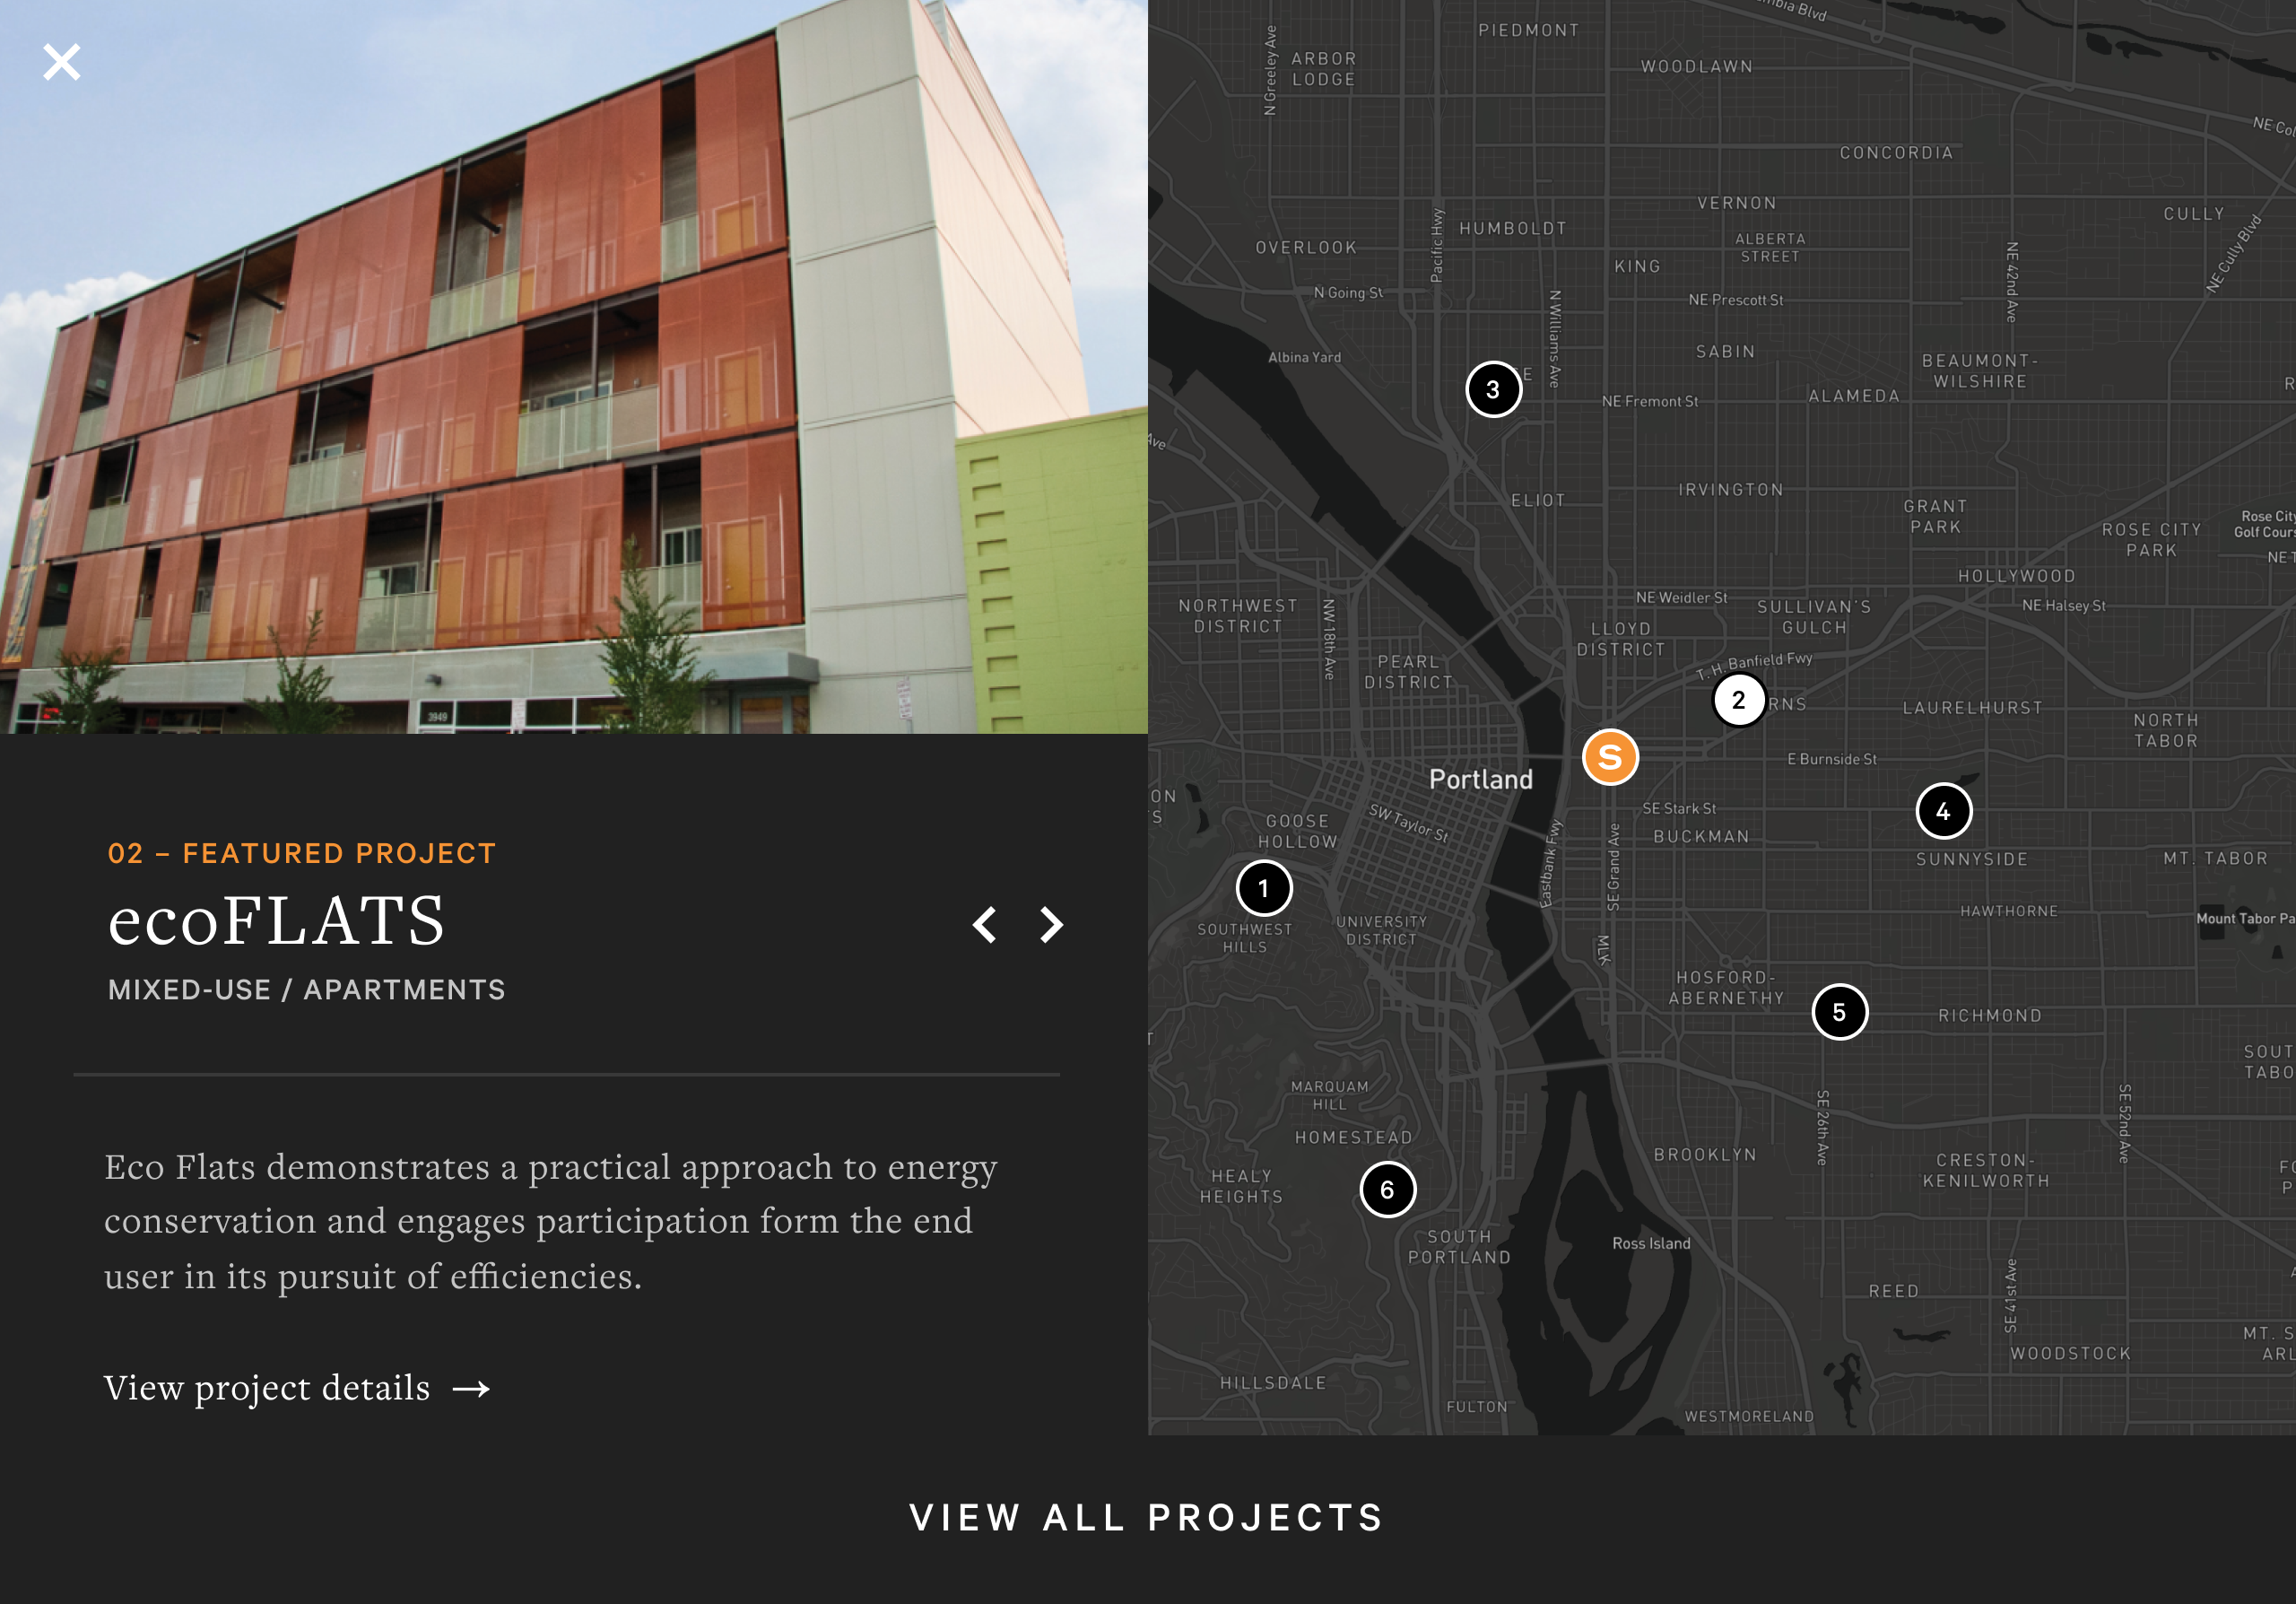 3949
02 – FEATURED PROJECT
ecoFLATS
MIXED-USE / APARTMENTS
Eco Flats demonstrates a practical approach to energy
conservation and engages participation form the end
user in its pursuit of efficiencies.
View project details →
PIEDMONT
ARBOR
LODGE
N Greeley Ave
WOODLAWN
CONCORDIA
VERNON
CULLY
HUMBOLDT
ALBERTA
STREET
OVERLOOK
Pacific Hwy
KING
NE 42nd Ave
NE Cully Blvd
N Going St
N Williams Ave
NE Prescott St
Albina Yard
SABIN
BEAUMONT-
WILSHIRE
3
NE Fremont St
ALAMEDA
Ave
ELIOT
IRVINGTON
GRANT
PARK
ROSE CITY
PARK
Rose City
HOLLYWOOD
NORTHWEST
DISTRICT
NW 18th Ave
NE Weidler St
SULLIVAN'S
GULCH
NE Halsey St
LLOYD
DISTRICT
PEARL
DISTRICT
T. H. Banfield Fwy
2
RNS
LAURELHURST
NORTH
TABOR
S
Portland
E Burnside St
SW Taylor St
SE Stark St
4
GOOSE
HOLLOW
BUCKMAN
Eastbank Fwy
SE Grand Ave
SUNNYSIDE
MT. TABOR
1
SOUTHWEST
HILLS
UNIVERSITY
DISTRICT
HAWTHORNE
Mount Tabor Pa
MLK
HOSFORD-
ABERNETHY
5
RICHMOND
SOUT
TABO
MARQUAM
HILL
HOMESTEAD
SE 26th Ave
SE 52nd Ave
BROOKLYN
CRESTON-
KENILWORTH
HEALY
HEIGHTS
6
SOUTH
PORTLAND
Ross Island
REED
SE 41st Ave
MT. S
ARL
WOODSTOCK
HILLSDALE
FULTON
WESTMORELAND
VIEW ALL PROJECTS